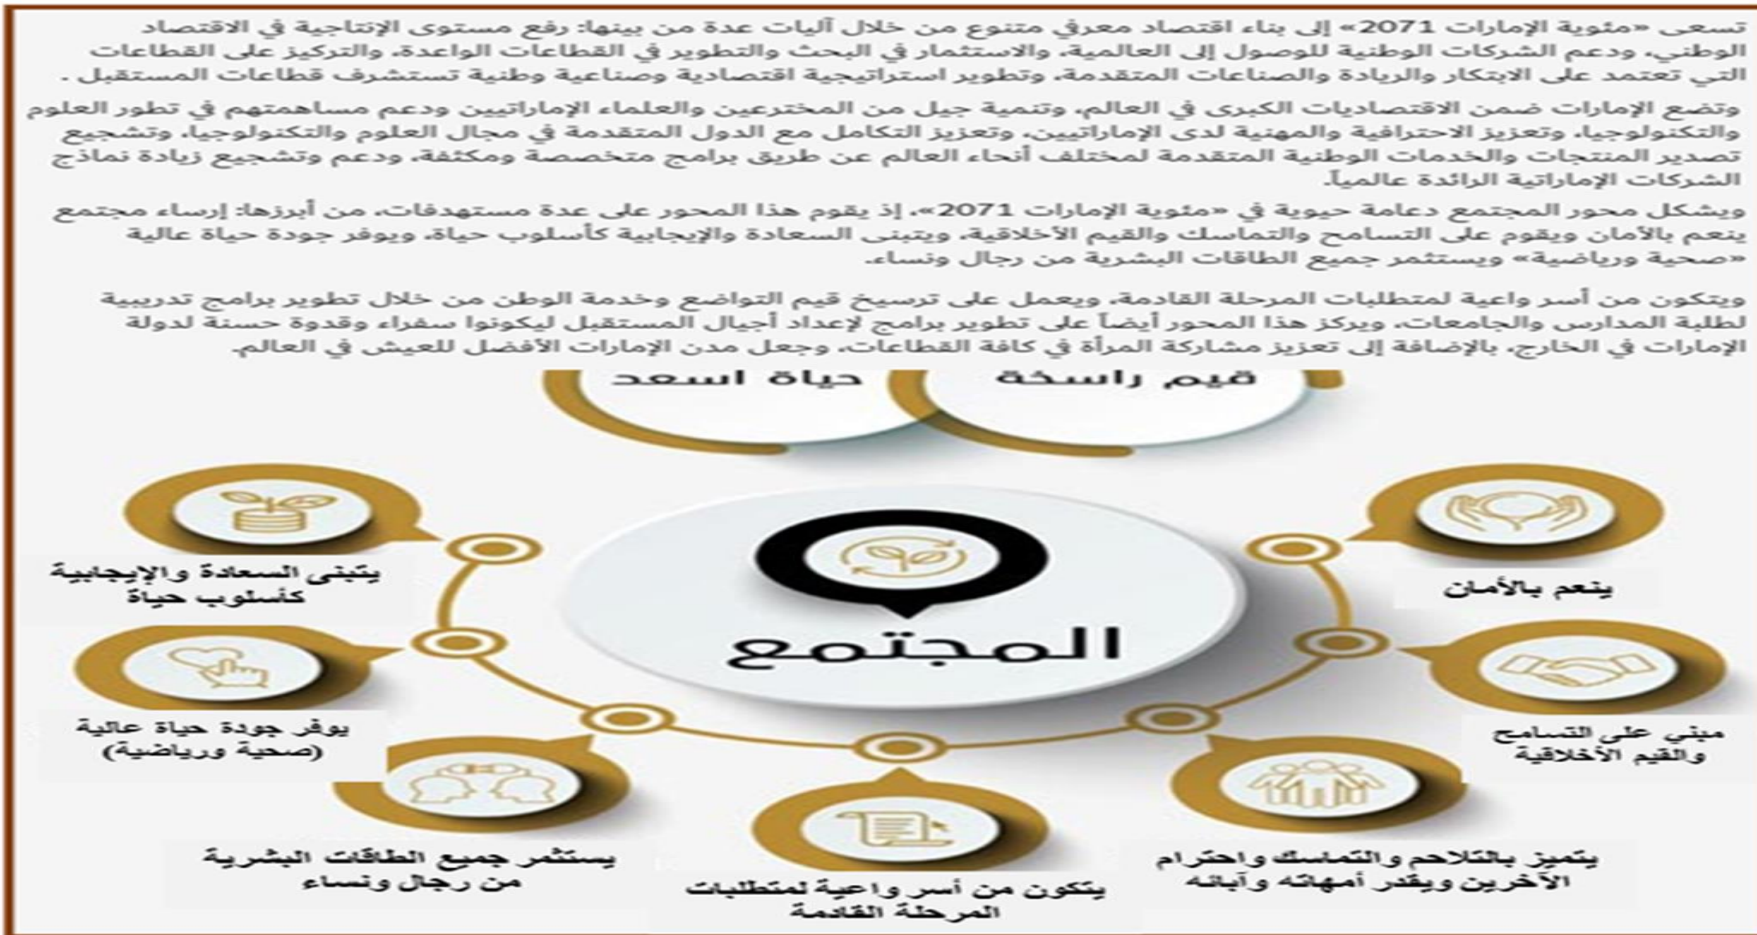 تسعى «مئوية الإمارات 2071» إلى بناء اقتصاد معرفي متنوع من خلال آليات عدة من بينها: رفع مستوى الإنتاجية في الاقتصاد
الوطني، ودعم الشركات الوطنية للوصول إلى العالمية، والاستثمار في البحث والتطوير في القطاعات الواعدة، والتركيز على القطاعات
التي تعتمد على الابتكار والريادة والصناعات المتقدمة، وتطوير استراتيجية اقتصادية وصناعية وطنية تستشرف قطاعات المستقبل .
وتضع الإمارات ضمن الاقتصاديات الكبرى في العالم، وتنمية جيل من المخترعين والعلماء الإماراتيين ودعم مساهمتهم في تطور العلوم
والتكنولوجيا، وتعزيز الاحترافية والمهنية لدى الإماراتيين، وتعزيز التكامل مع الدول المتقدمة في مجال العلوم والتكنولوجيا، وتشجيع
تصدير المنتجات والخدمات الوطنية المتقدمة لمختلف أنحاء العالم عن طريق برامج متخصصة ومكثفة، ودعم وتشجيع زيادة نماذج
الشركات الإماراتية الرائدة عالمياً.
ويشكل محور المجتمع دعامة حيوية في «مئوية الإمارات 2071»، إذ يقوم هذا المحور على عدة مستهدفات، من أبرزها: إرساء مجتمع
ينعم بالأمان ويقوم على التسامح والتماسك والقيم الأخلاقية، ويتبنى السعادة والإيجابية كأسلوب حياة، ويوفر جودة حياة عالية
«صحية ورياضية» ويستثمر جميع الطاقات البشرية من رجال ونساء.
ويتكون من أسر واعية لمتطلبات المرحلة القادمة، ويعمل على ترسيخ قيم التواضع وخدمة الوطن من خلال تطوير برامج تدريبية
لطلبة المدارس والجامعات، ويركز هذا المحور أيضاً على تطوير برامج لإعداد أجيال المستقبل ليكونوا سفراء وقدوة حسنة لدولة
الإمارات في الخارج، بالإضافة إلى تعزيز مشاركة المرأة في كافة القطاعات، وجعل مدن الإمارات الأفضل للعيش في العالم.
قيم راسخة
حياة اسعد
المجتمع
ينعم بالأمان
مبني على التسامح
والقيم الأخلاقية
يتميز بالتلاحم والتماسك واحترام
الآخرين ويقدر أمهاته وآبائه
يتكون من أسر واعية لمتطلبات
المرحلة القادمة
يستثمر جميع الطاقات البشرية
من رجال ونساء
يوفر جودة حياة عالية
(صحية ورياضية)
يتبنى السعادة والإيجابية
كأسلوب حياة